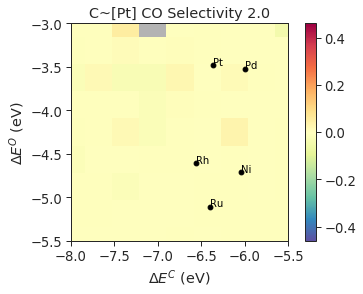 C~[Pt] CO Selectivity 2.0
−3.0
−3.5
−4.0
−4.5
−5.0
−5.5
ΔE^O (eV)
Pt
Pd
Rh
Ni
Ru
−8.0 −7.5 −7.0 −6.5 −6.0 −5.5
ΔE^C (eV)
0.4
0.2
0.0
−0.2
−0.4